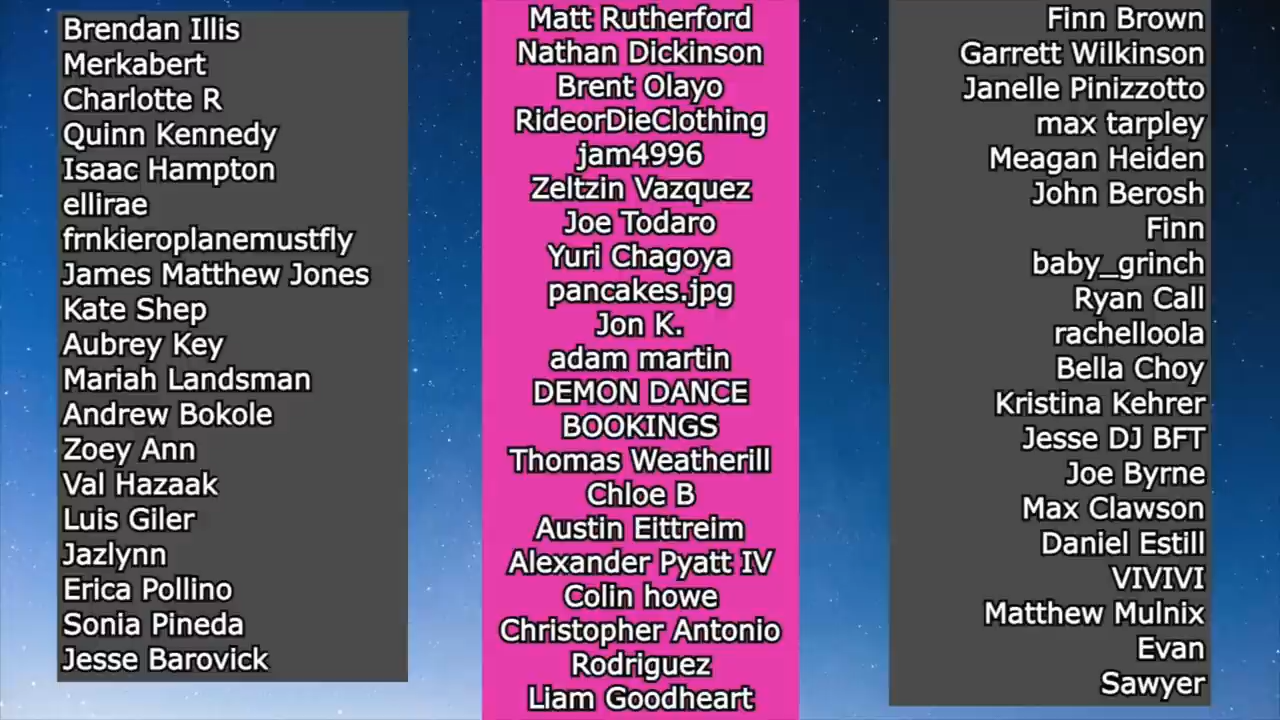 Brendan Illis
Merkabert
Charlotte R
Quinn Kennedy
Isaac Hampton
ellirae
frnkieroplanemustfly
James Matthew Jones
Kate Shep
Aubrey Key
Mariah Landsman
Andrew Bokole
Zoey Ann
Val Hazaak
Luis Giler
Jazlynn
Erica Pollino
Sonia Pineda
Jesse Barovick
Matt Rutherford
Nathan Dickinson
Brent Olayo
RideorDieClothing
jam4996
Zeltzin Vazquez
Joe Todaro
Yuri Chagoya
pancakes.jpg
Jon K.
adam martin
DEMON DANCE
BOOKINGS
Thomas Weatherill
Chloe B
Austin Eittreim
Alexander Pyatt IV
Colin howe
Christopher Antonio
Rodriguez
Liam Goodheart
Finn Brown
Garrett Wilkinson
Janelle Pinizzotto
max tarpley
Meagan Heiden
John Berosh
Finn
baby_grinch
Ryan Call
rachelloola
Bella Choy
Kristina Kehrer
Jesse DJ BFT
Joe Byrne
Max Clawson
Daniel Estill
VIVIVI
Matthew Mulnix
Evan
Sawyer